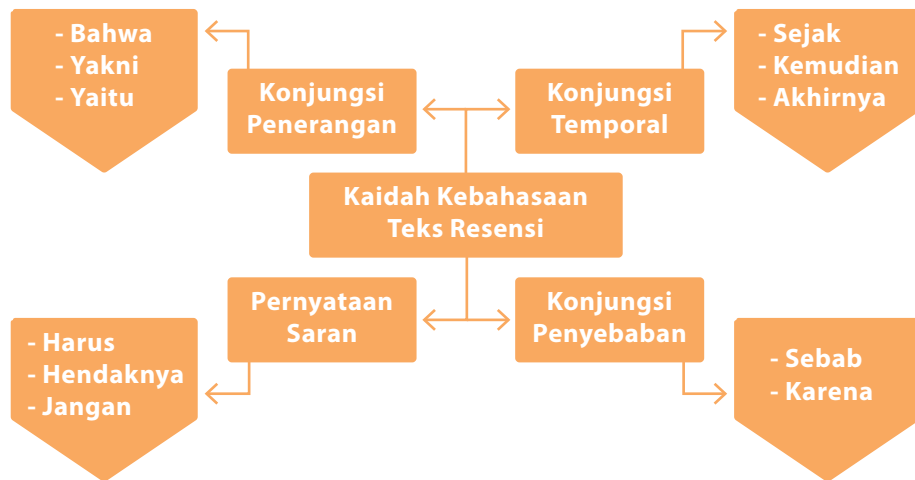 - Bahwa
- Yakni
- Yaitu
Konjungsi
Penerangan
Konjungsi
Temporal
- Sejak
- Kemudian
- Akhirnya
Kaidah Kebahasaan
Teks Resensi
- Harus
- Hendaknya
- Jangan
Pernyataan
Saran
Konjungsi
Penyebaban
- Sebab
- Karena